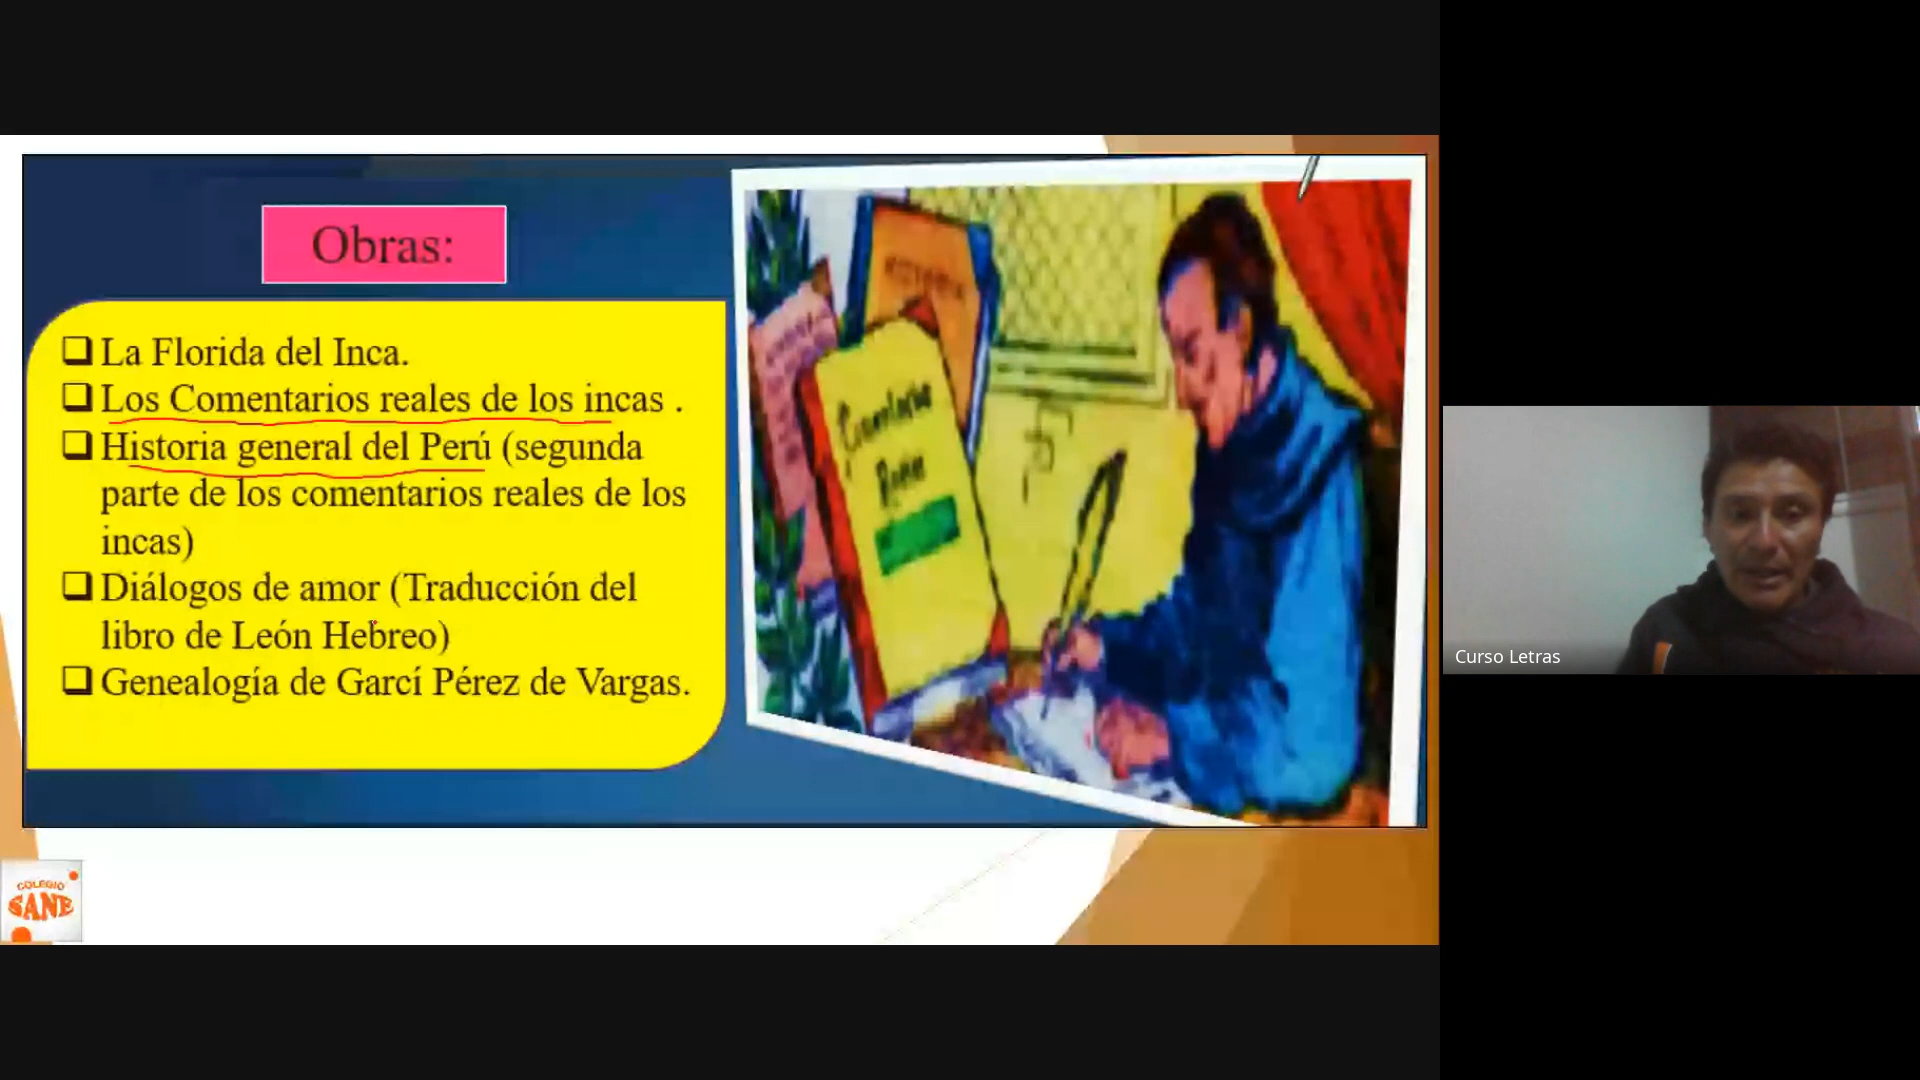 Obras:
La Florida del Inca.
Los Comentarios reales de los incas .
Historia general del Perú (segunda
parte de los comentarios reales de los
incas)
Diálogos de amor (Traducción del
libro de León Hebreo)
Genealogía de Garcí Pérez de Vargas.
Curso Letras
COLEGIO
SANE